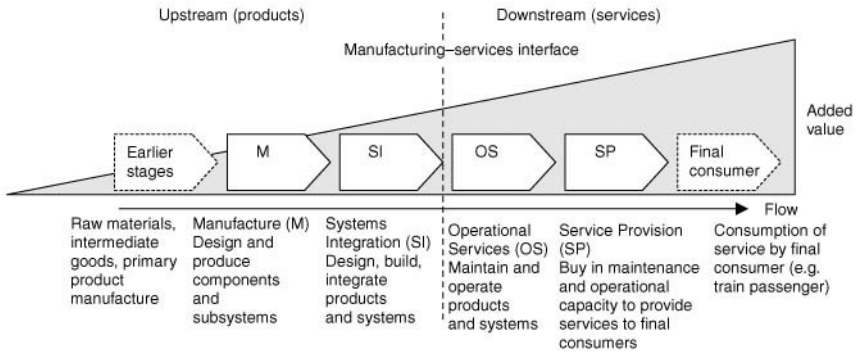 Upstream (products)
Downstream (services)
Manufacturing–services interface
Added
value
Earlier
stages
M
SI
OS
SP
Final
consumer
Flow
Raw materials,
intermediate
goods, primary
product
manufacture
Manufacture (M)
Design and
produce
components
and
subsystems
Systems
Integration (SI)
Design, build,
integrate
products
and systems
Operational
Services (OS)
Maintain and
operate
products
and systems
Service Provision
(SP)
Buy in maintenance
and operational
capacity to provide
services to final
consumers
Consumption of
service by final
consumer (e.g.
train passenger)